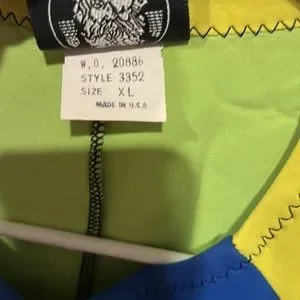 W.O. 20886
STYLE 3352
SIZE XL
MADE IN U.S.A.